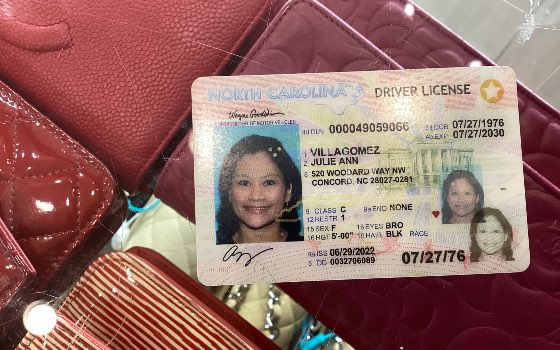 NORTH CAROLINA DRIVER LICENSE
COMMISSIONER OF MOTOR VEHICLES
4d DLN 000049059066
3 DOB 07/27/1976
4b EXP 07/27/2030
1 VILLAGOMEZ
2 JULIE ANN
8 520 WOODARD WAY NW
CONCORD, NC 28027-0281
9 CLASS C 9a END NONE
12 RESTR 1
15 SEX F 18 EYES BRO
16 HGT 5'-00" 19 HAIR BLK RACE
4a ISS 06/29/2022
5 DD 0032706089
07/27/76